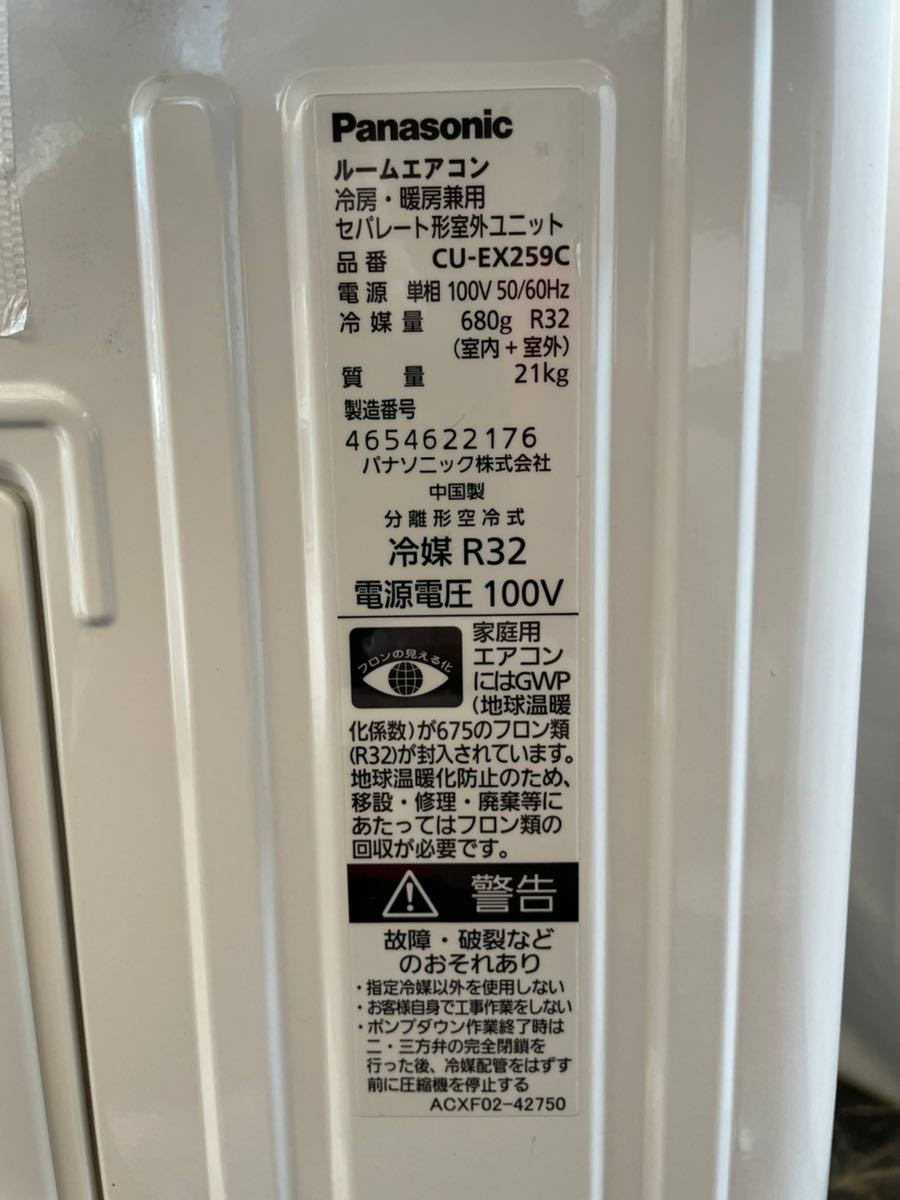 Panasonic
ルームエアコン
冷房・暖房兼用
セパレート形室外ユニット
品番 CU-EX259C
電源 単相 100V 50/60Hz
冷媒量 680g R32
(室内+室外)
質量 21kg
製造番号
4654622176
パナソニック株式会社
中国製
分離形空冷式
冷媒 R32
電源電圧 100V
フロンの見える化
家庭用
エアコン
にはGWP
(地球温暖
化係数)が675のフロン類
(R32)が封入されています。
地球温暖化防止のため、
移設・修理・廃棄等に
あたってはフロン類の
回収が必要です。
警告
故障・破裂など
のおそれあり
・指定冷媒以外を使用しない
・お客様自身で工事作業をしない
・ポンプダウン作業終了時は
二・三方弁の完全閉鎖を
行った後、冷媒配管をはずす
前に圧縮機を停止する
ACXF02-42750